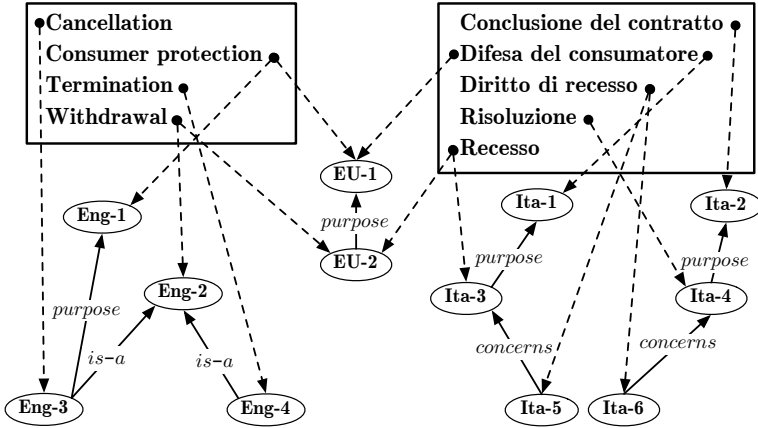 Cancellation
Consumer protection
Termination
Withdrawal
Conclusione del contratto
Difesa del consumatore
Diritto di recesso
Risoluzione
Recesso
EU-1
Eng-1
Ita-1
Ita-2
purpose
EU-2
purpose
purpose
Eng-2
Ita-3
Ita-4
purpose
is-a
is-a
concerns
concerns
Eng-3
Eng-4
Ita-5
Ita-6